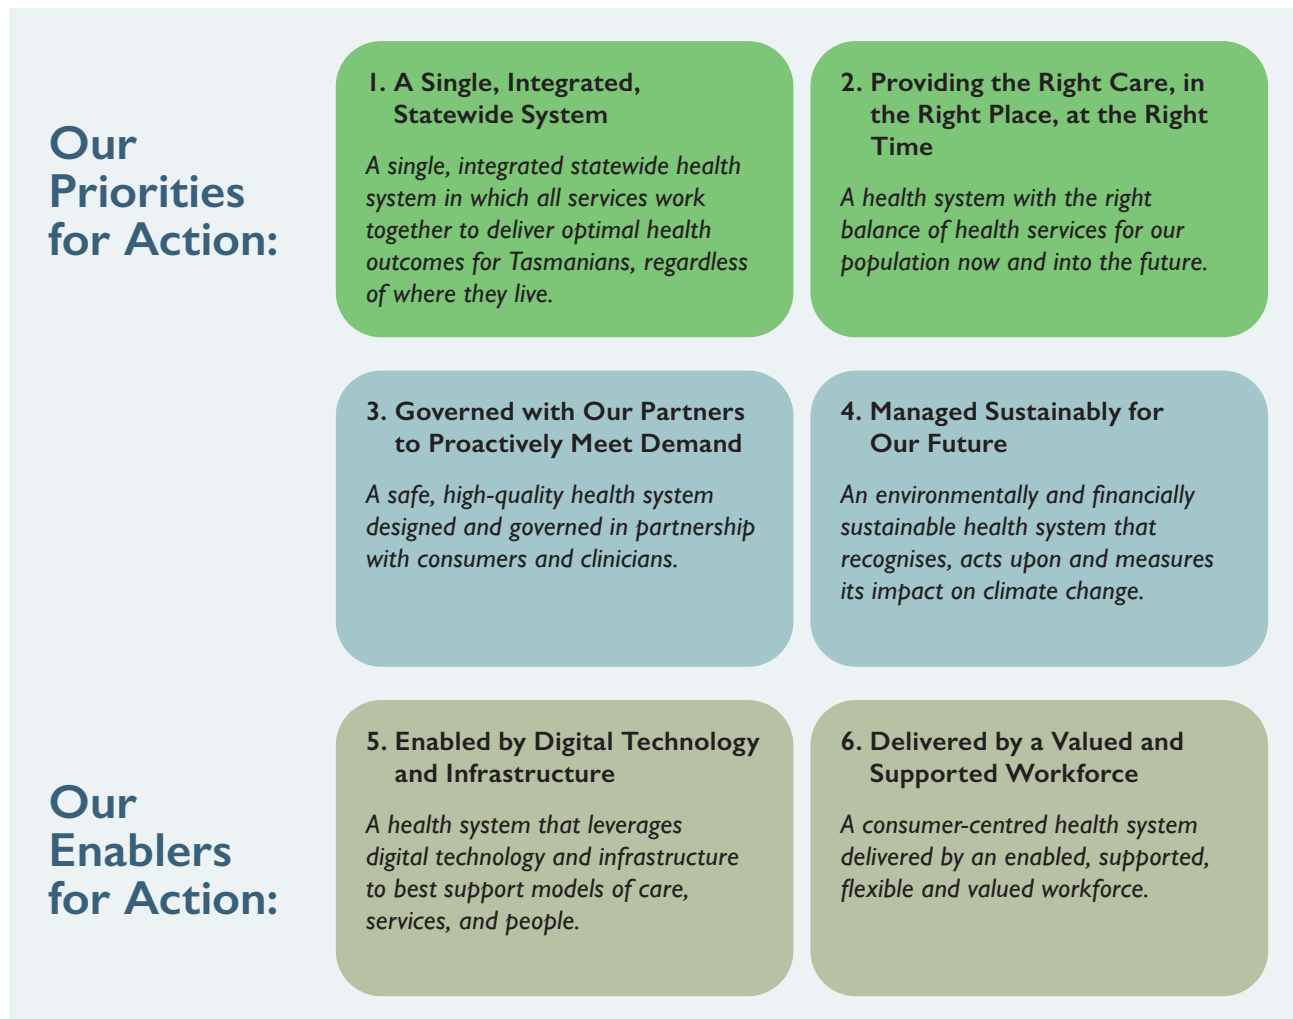 Our
Priorities
for Action:
1. A Single, Integrated,
Statewide System
A single, integrated statewide health
system in which all services work
together to deliver optimal health
outcomes for Tasmanians, regardless
of where they live.
2. Providing the Right Care, in
the Right Place, at the Right
Time
A health system with the right
balance of health services for our
population now and into the future.
3. Governed with Our Partners
to Proactively Meet Demand
A safe, high-quality health system
designed and governed in partnership
with consumers and clinicians.
4. Managed Sustainably for
Our Future
An environmentally and financially
sustainable health system that
recognises, acts upon and measures
its impact on climate change.
Our
Enablers
for Action:
5. Enabled by Digital Technology
and Infrastructure
A health system that leverages
digital technology and infrastructure
to best support models of care,
services, and people.
6. Delivered by a Valued and
Supported Workforce
A consumer-centred health system
delivered by an enabled, supported,
flexible and valued workforce.